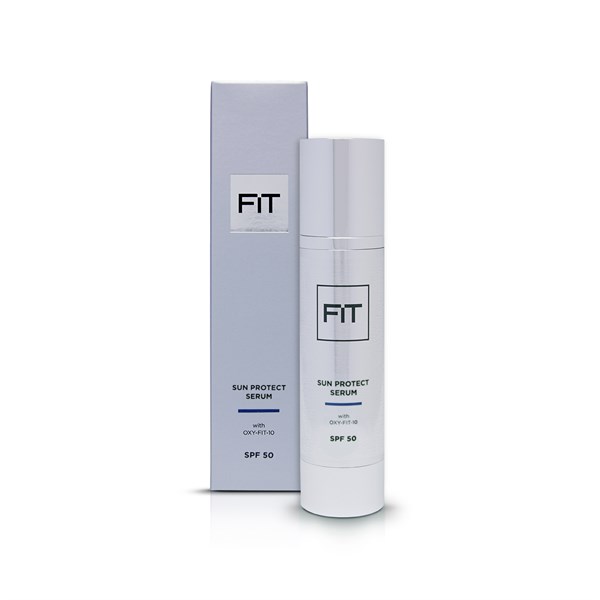 FiT
SUN PROTECT
SERUM
with
OXY-FIT-10
SPF 50
FiT
SUN PROTECT
SERUM
with
OXY-FIT-10
SPF 50